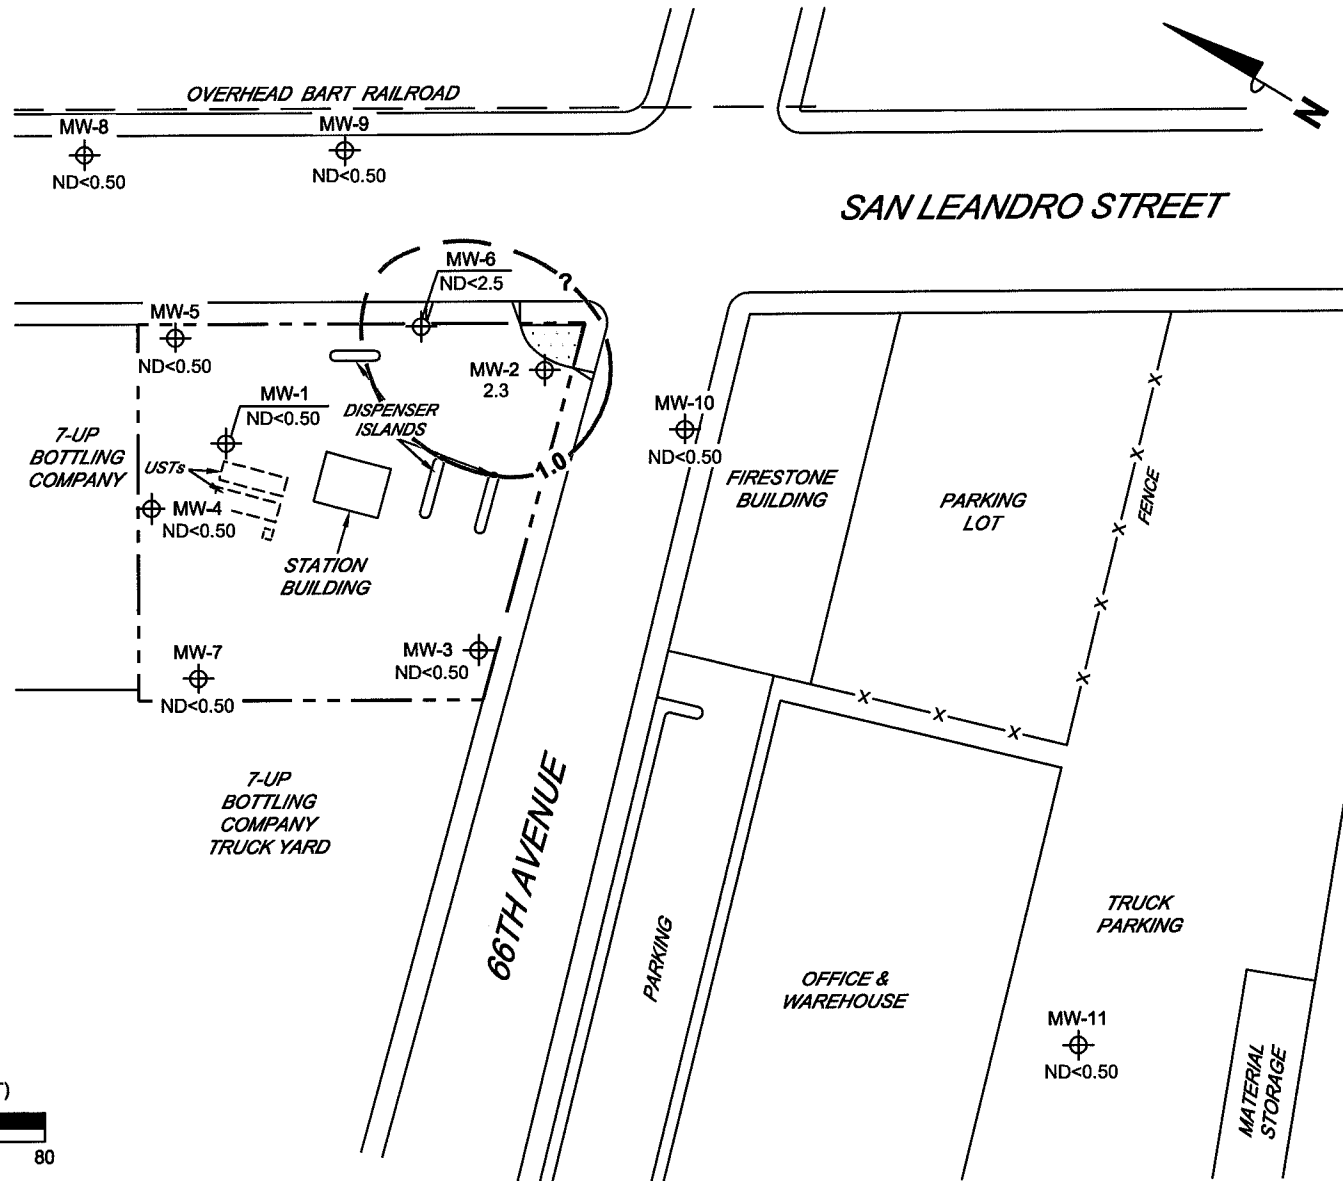 OVERHEAD BART RAILROAD
MW-8
ND<0.50
MW-9
ND<0.50
N
SAN LEANDRO STREET
MW-6
ND<2.5
?
MW-5
ND<0.50
MW-2
2.3
MW-1
ND<0.50
DISPENSER
ISLANDS
MW-10
ND<0.50
7-UP
BOTTLING
COMPANY
USTs
1.0
FIRESTONE
BUILDING
PARKING
LOT
FENCE
MW-4
ND<0.50
STATION
BUILDING
MW-7
ND<0.50
MW-3
ND<0.50
7-UP
BOTTLING
COMPANY
TRUCK YARD
66TH AVENUE
PARKING
OFFICE &
WAREHOUSE
TRUCK
PARKING
MW-11
ND<0.50
MATERIAL
STORAGE
T)
80